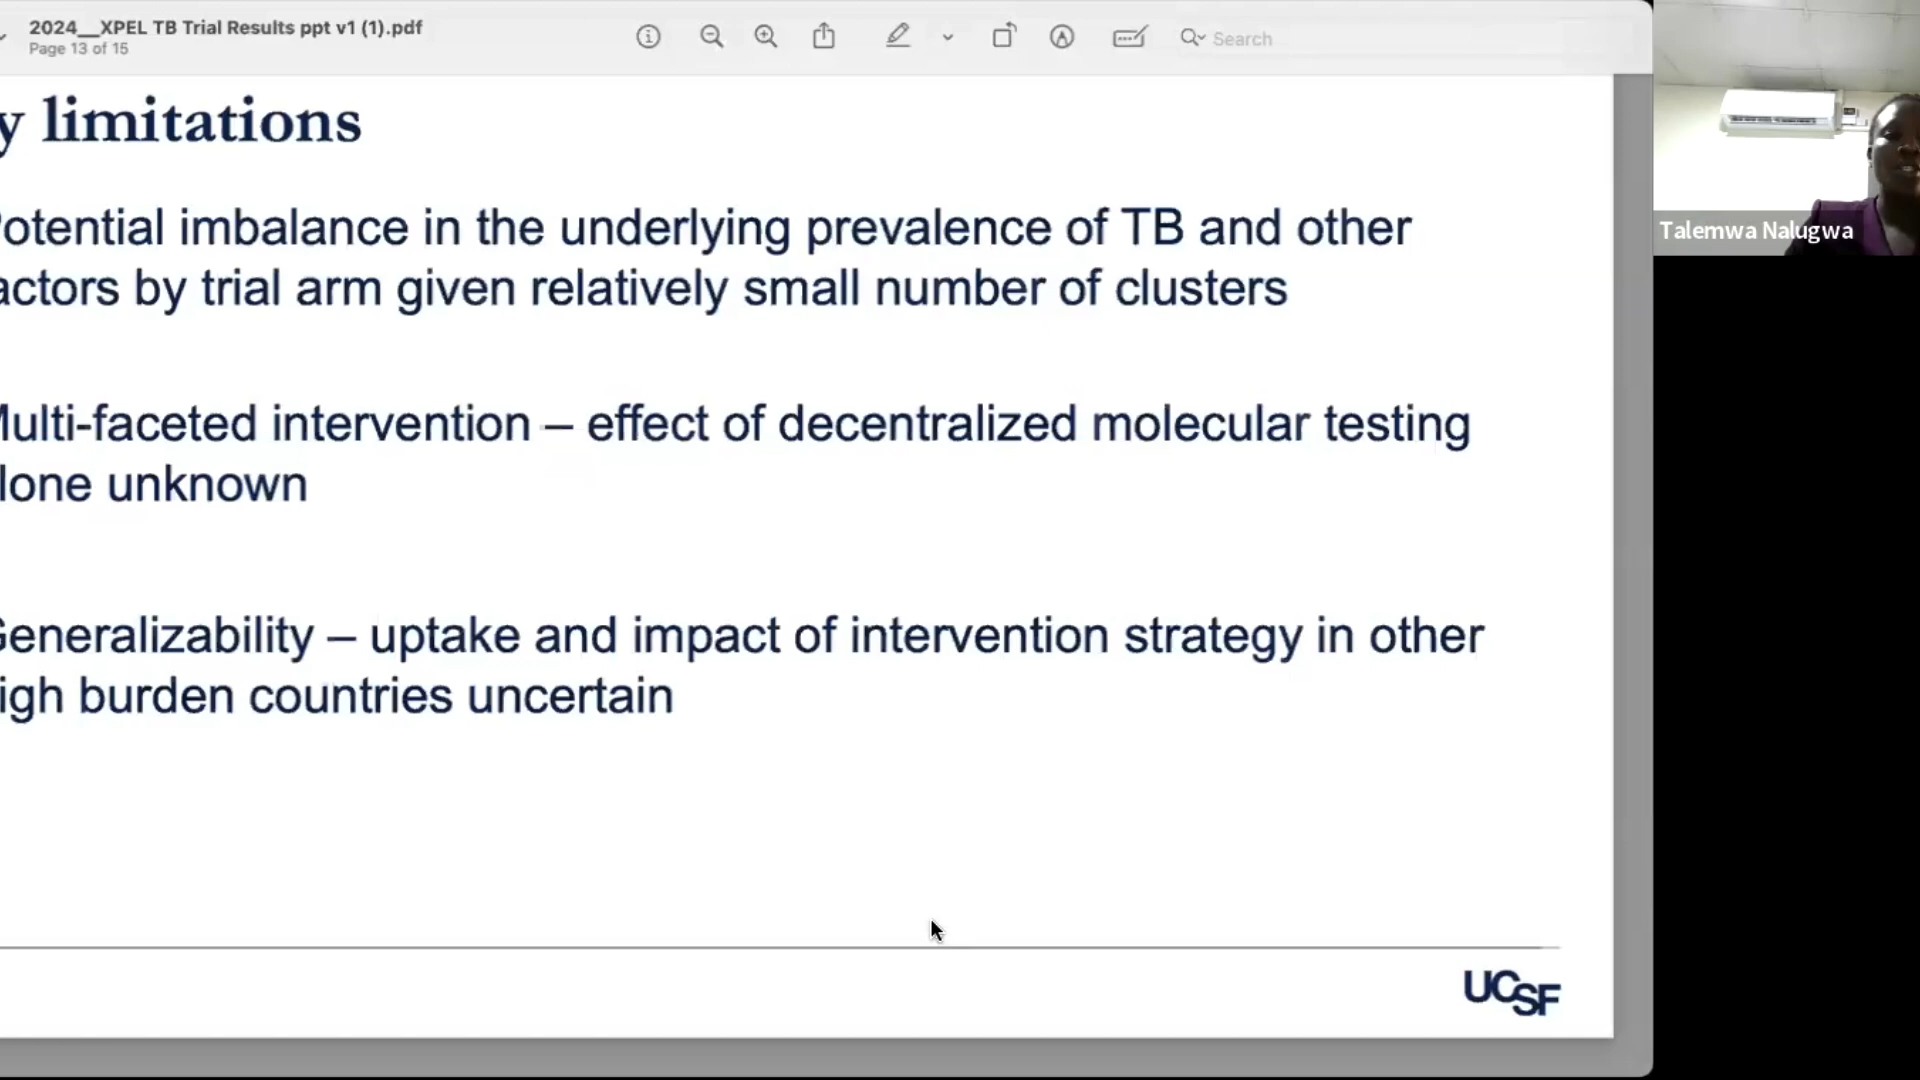 2024__XPEL TB Trial Results ppt v1 (1).pdf
Page 13 of 15
Search
y limitations
otential imbalance in the underlying prevalence of TB and other
actors by trial arm given relatively small number of clusters
Multi-faceted intervention – effect of decentralized molecular testing
lone unknown
Generalizability – uptake and impact of intervention strategy in other
igh burden countries uncertain
UCSF
Talemwa Nalugwa